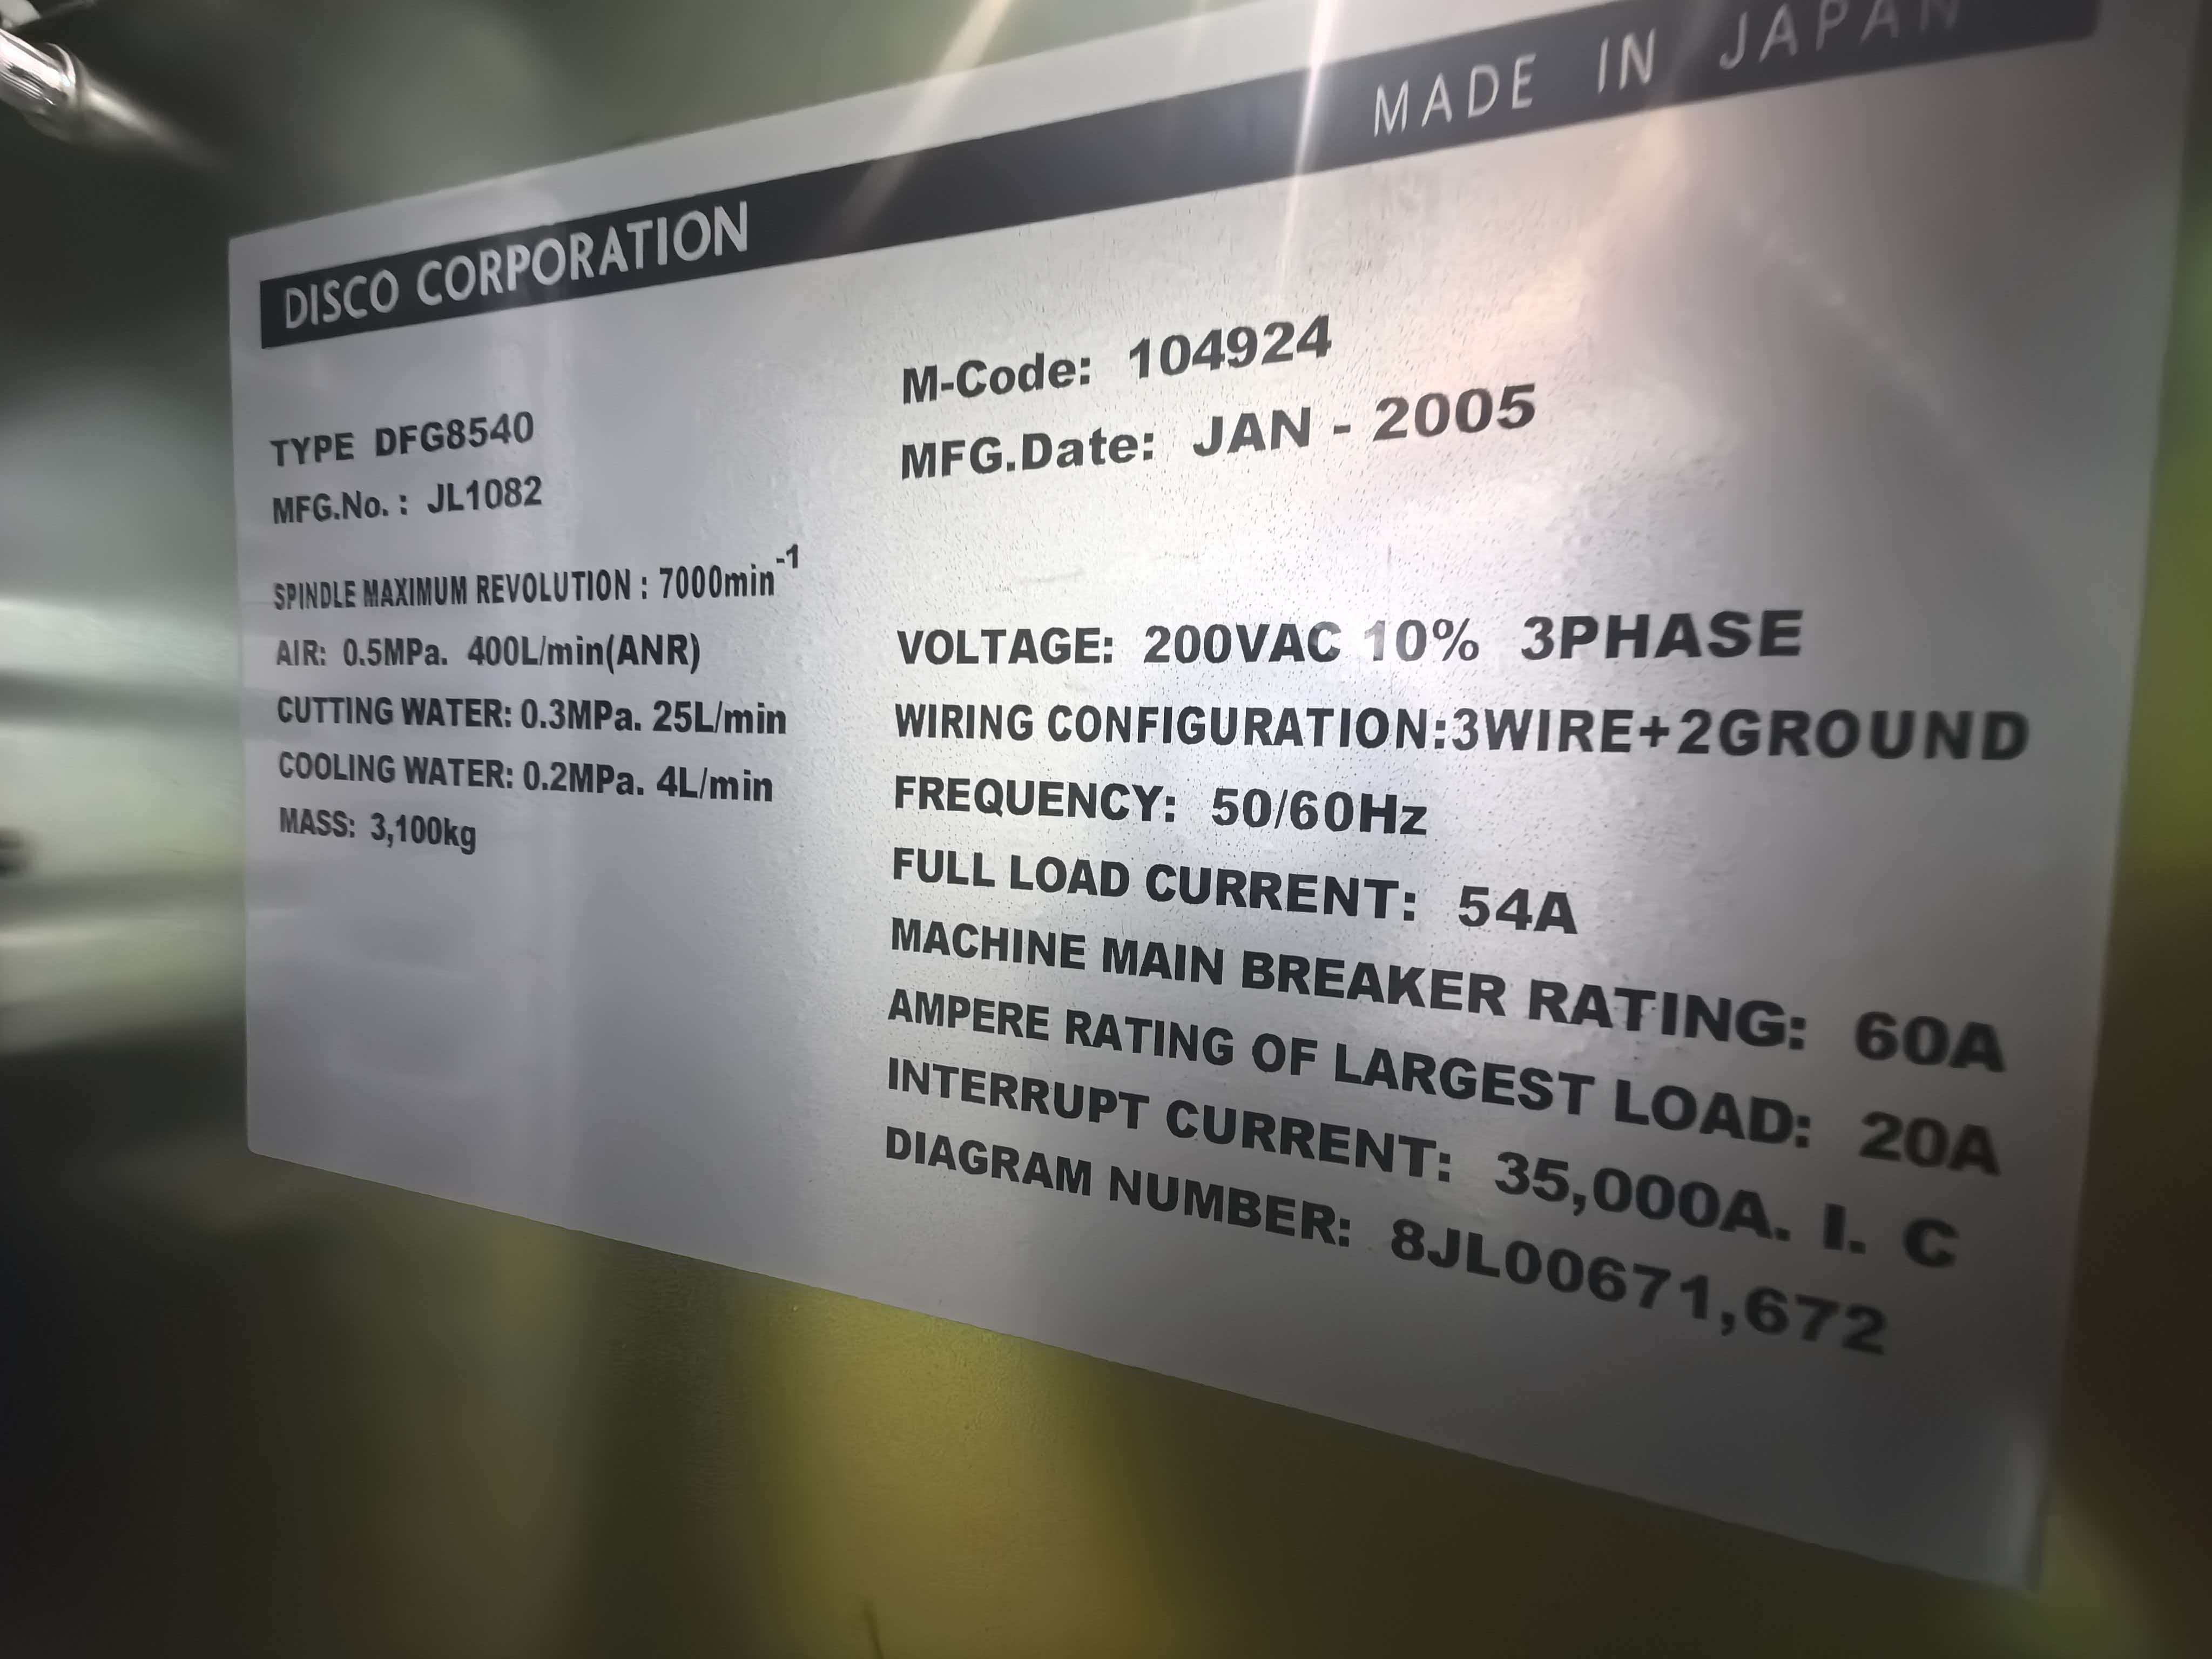 DISCO CORPORATION MADE IN JAPAN
TYPE DFG8540
MFG.No. : JL1082
SPINDLE MAXIMUM REVOLUTION : 7000min⁻¹
AIR: 0.5MPa. 400L/min(ANR)
CUTTING WATER: 0.3MPa. 25L/min
COOLING WATER: 0.2MPa. 4L/min
MASS: 3,100kg
M-Code: 104924
MFG.Date: JAN - 2005
VOLTAGE: 200VAC 10% 3PHASE
WIRING CONFIGURATION:3WIRE+2GROUND
FREQUENCY: 50/60Hz
FULL LOAD CURRENT: 54A
MACHINE MAIN BREAKER RATING: 60A
AMPERE RATING OF LARGEST LOAD: 20A
INTERRUPT CURRENT: 35,000A. I. C
DIAGRAM NUMBER: 8JL00671,672